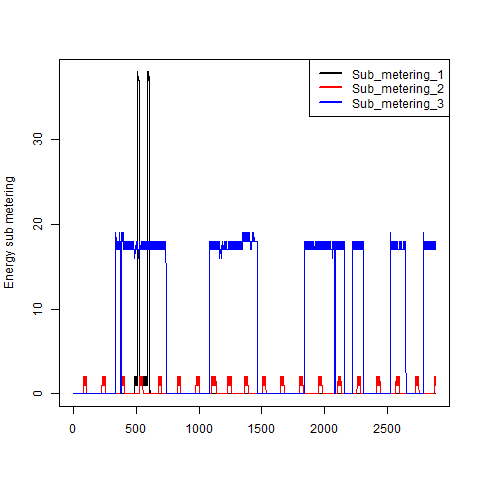 Sub_metering_1
Sub_metering_2
Sub_metering_3
Energy sub metering
30
20
10
0
0 500 1000 1500 2000 2500